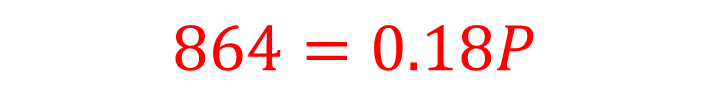 864 = 0.18𝑃